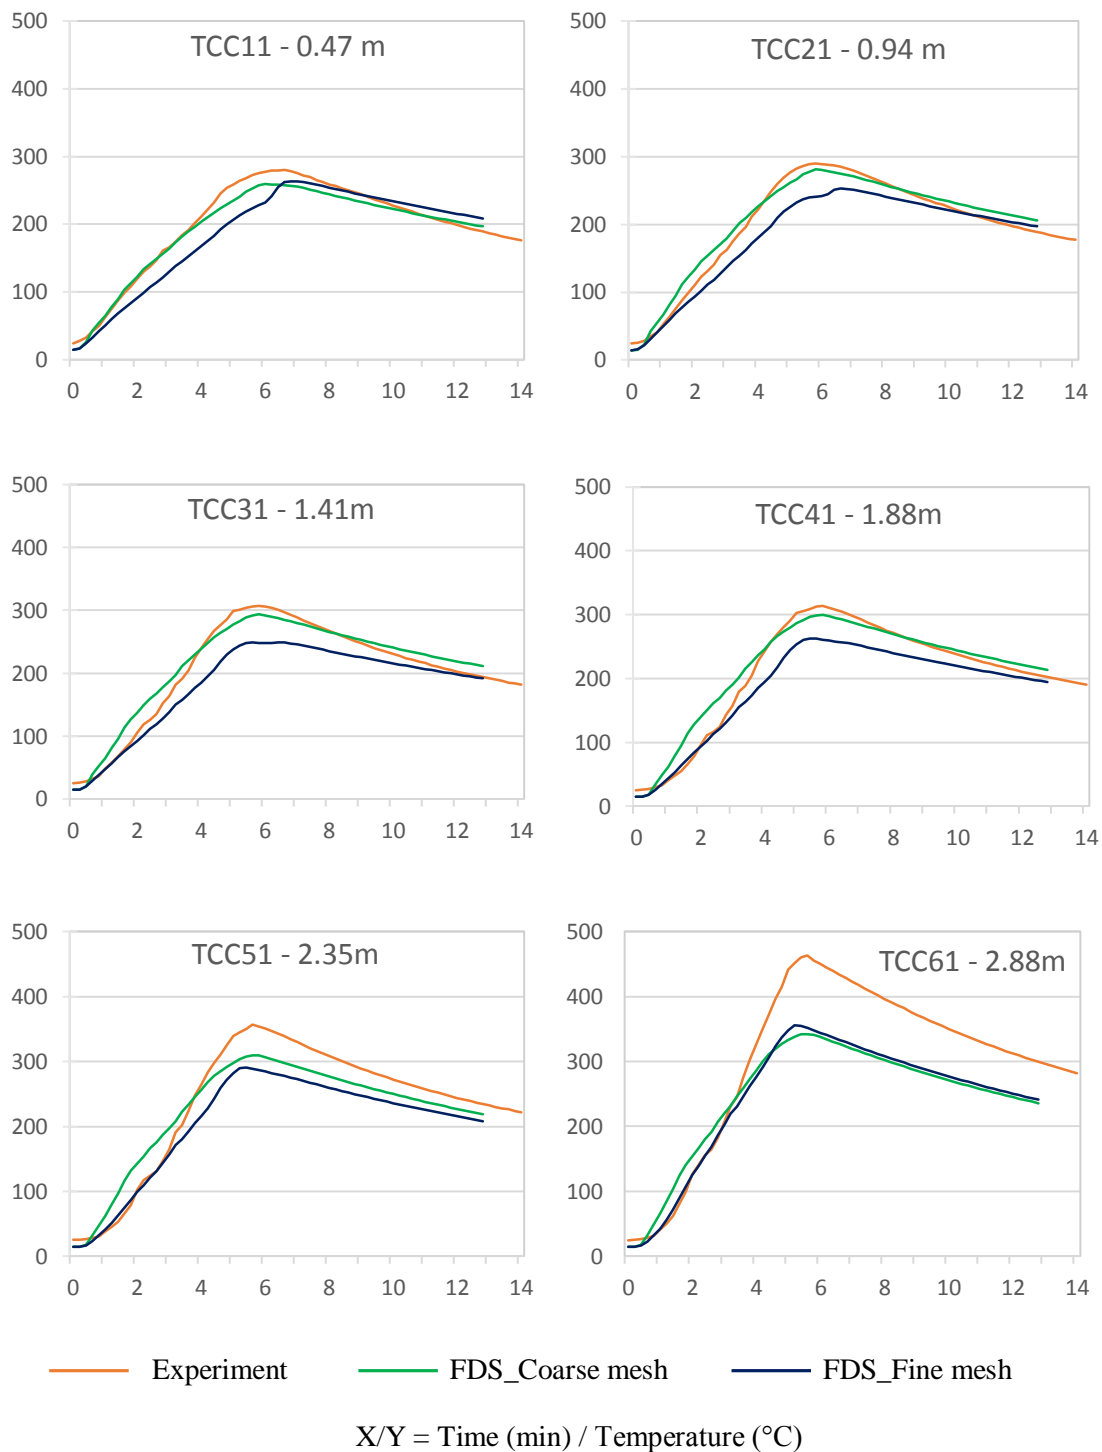 TCC11 - 0.47 m
500
400
300
200
100
0
0 2 4 6 8 10 12 14
TCC21 - 0.94 m
500
400
300
200
100
0
0 2 4 6 8 10 12 14
TCC31 - 1.41m
500
400
300
200
100
0
0 2 4 6 8 10 12 14
TCC41 - 1.88m
500
400
300
200
100
0
0 2 4 6 8 10 12 14
TCC51 - 2.35m
500
400
300
200
100
0
0 2 4 6 8 10 12 14
TCC61 - 2.88m
500
400
300
200
100
0
0 2 4 6 8 10 12 14
Experiment FDS_Coarse mesh FDS_Fine mesh
X/Y = Time (min) / Temperature (°C)